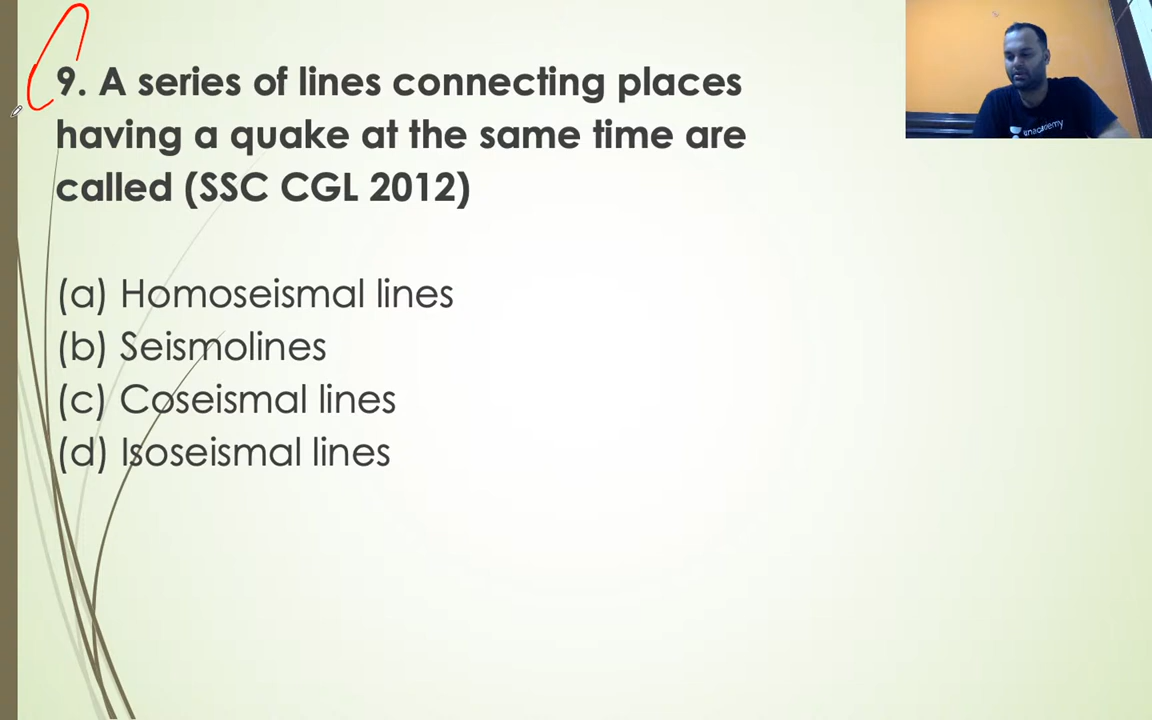 9. A series of lines connecting places
having a quake at the same time are
called (SSC CGL 2012)
(a) Homoseismal lines
(b) Seismolines
(c) Coseismal lines
(d) Isoseismal lines
unacademy